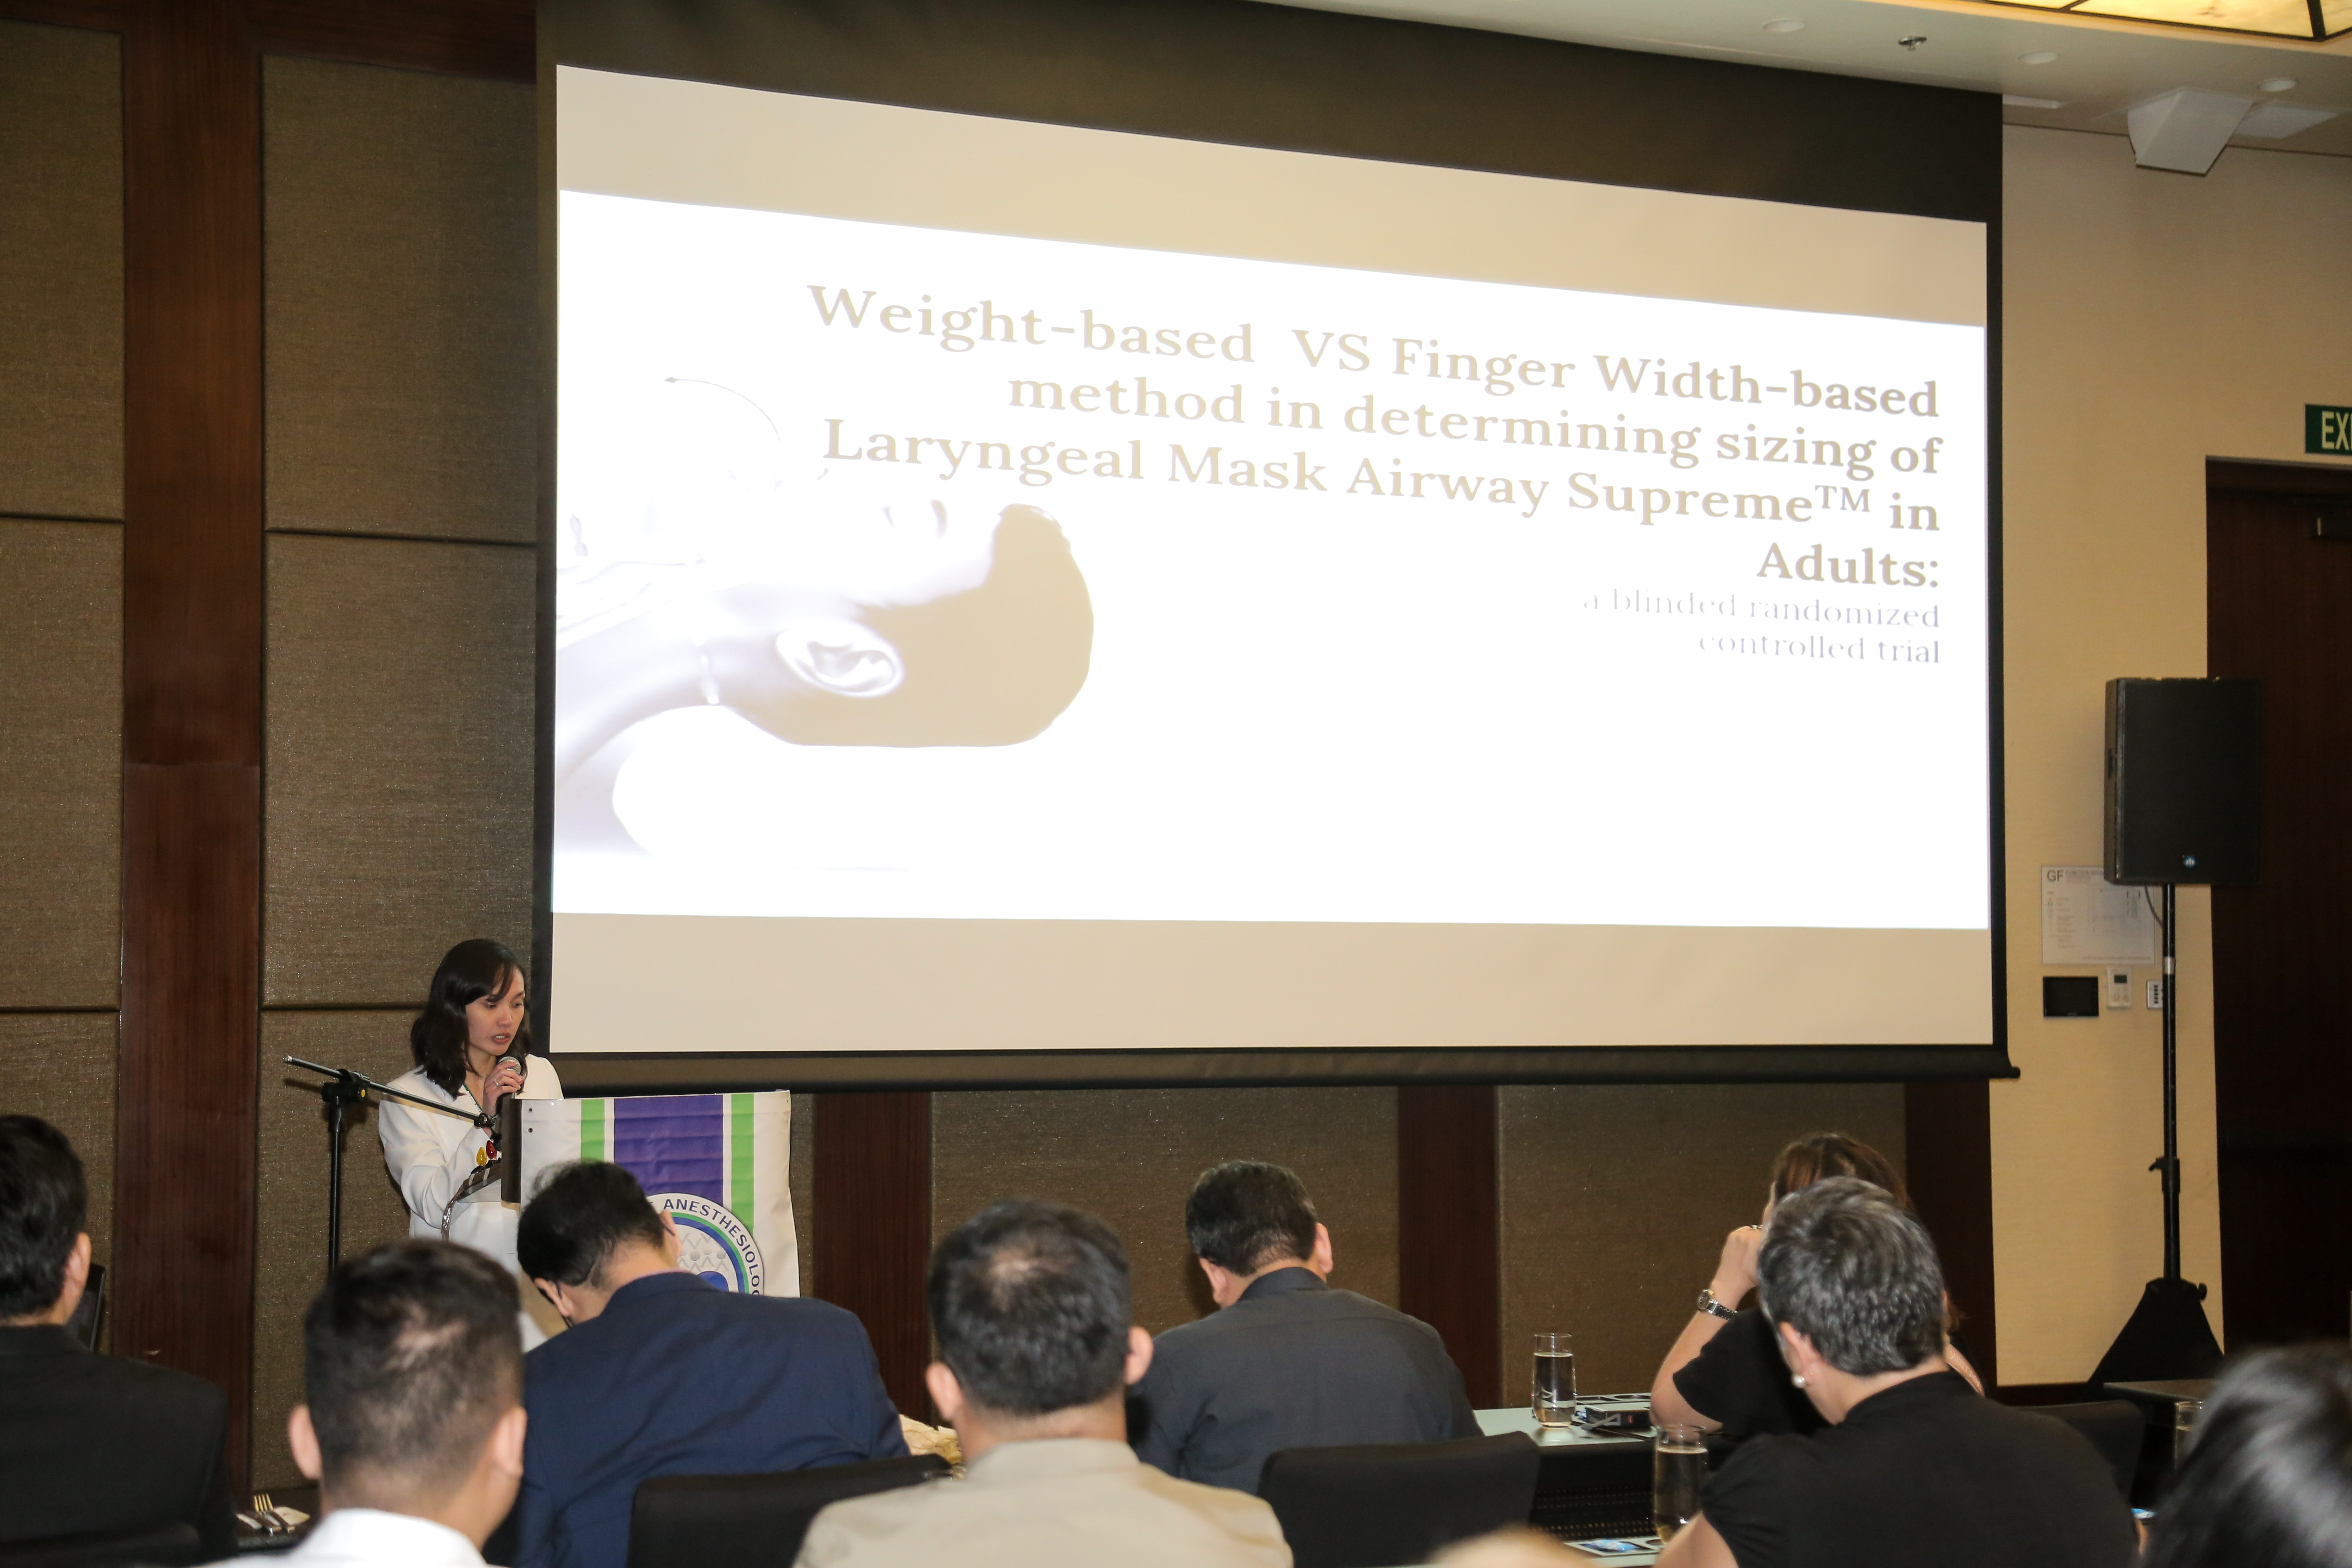 Weight-based VS Finger Width-based
method in determining sizing of
Laryngeal Mask Airway Supreme™ in
Adults:
a blinded randomized
controlled trial
ANESTHESIOLO
EX
GF